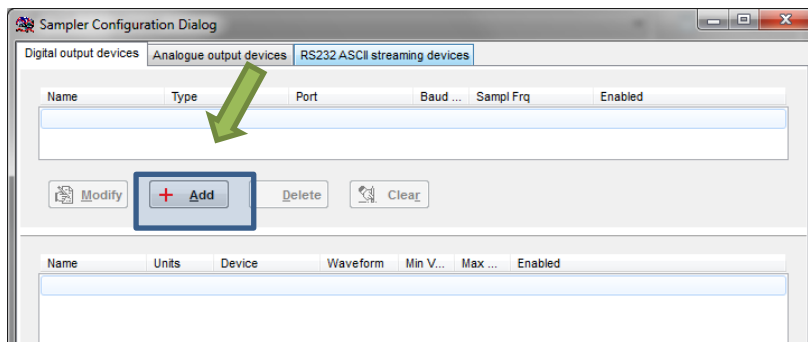 Sampler Configuration Dialog
Digital output devices Analogue output devices RS232 ASCII streaming devices
Name Type Port Baud ... Sampl Frq Enabled
Modify Add Delete Clear
Name Units Device Waveform Min V... Max ... Enabled